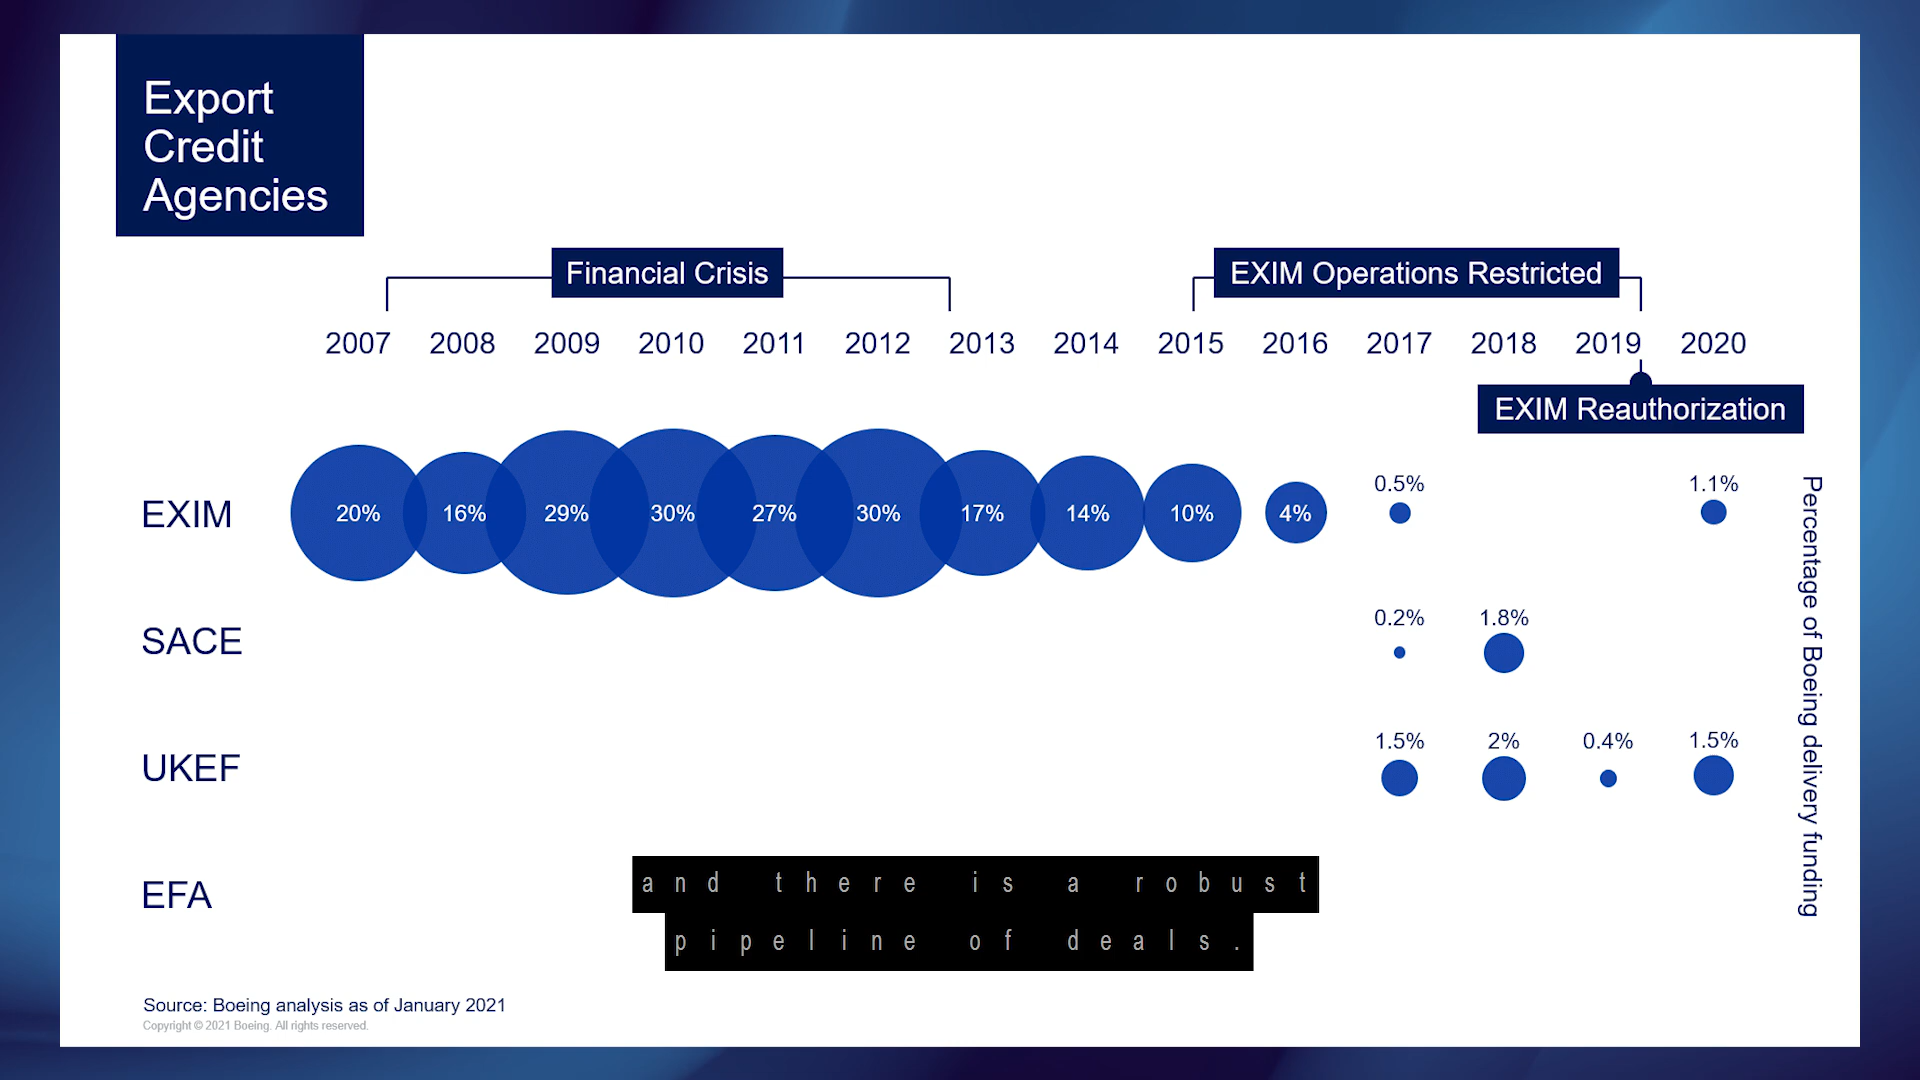 Export
Credit
Agencies
Financial Crisis
EXIM Operations Restricted
2007 2008 2009 2010 2011 2012 2013 2014 2015 2016 2017 2018 2019 2020
EXIM Reauthorization
0.5% 1.1%
EXIM 20% 16% 29% 30% 27% 30% 17% 14% 10% 4%
0.2% 1.8%
SACE
1.5% 2% 0.4% 1.5%
UKEF
EFA
Percentage of Boeing delivery funding
and there is a robust
pipeline of deals.
Source: Boeing analysis as of January 2021
Copyright © 2021 Boeing. All rights reserved.